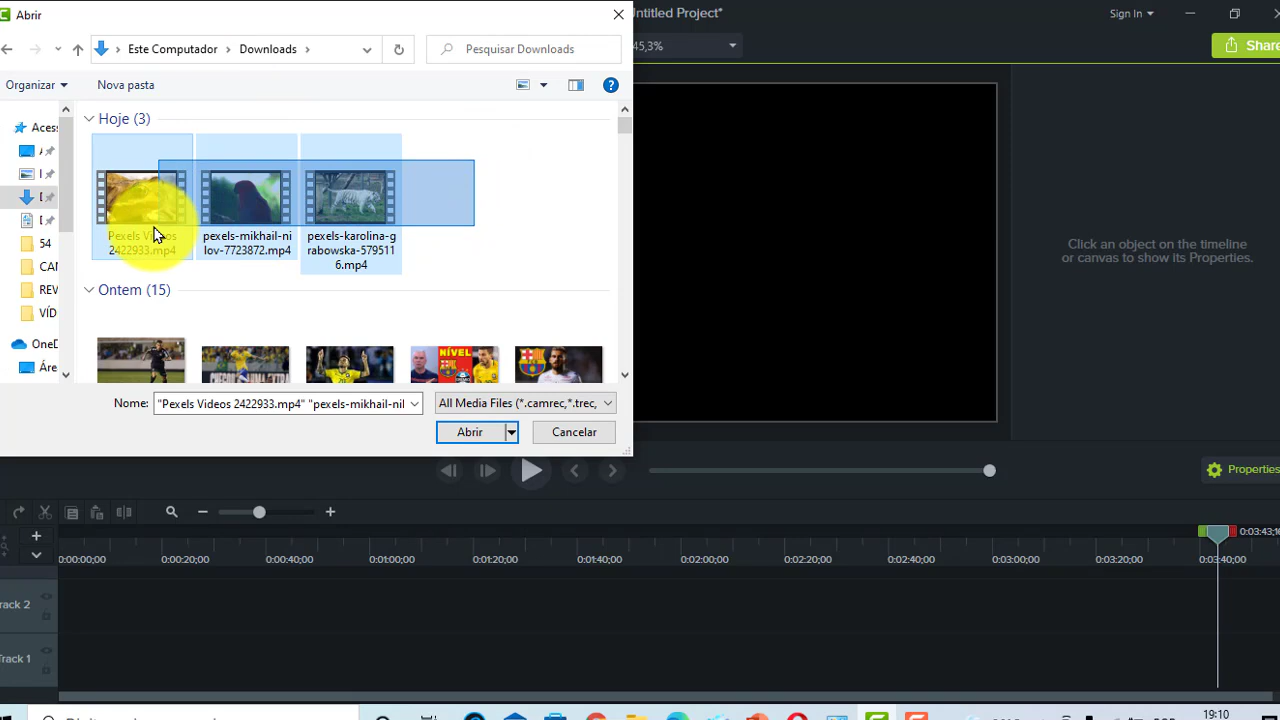 Abrir
Untitled Project*
Sign In
Este Computador
Downloads
Pesquisar Downloads
45,3%
Share
Organizar
Nova pasta
Hoje (3)
Acess
Pexels Videos 2422933.mp4
pexels-mikhail-ni
lov-7723872.mp4
pexels-karolina-g
rabowska-579511
6.mp4
54
CAN
REV
VÍD
OneD
Áre
Ontem (15)
NÍVEL
Click an object on the timeline
or canvas to show its Properties.
Nome:
"Pexels Videos 2422933.mp4" "pexels-mikhail-nil
All Media Files (*.camrec,*.trec,
Abrir
Cancelar
Properties
0:03:43;16
0:00:00;00
0:00:20;00
0:00:40;00
0:01:00;00
0:01:20;00
0:01:40;00
0:02:00;00
0:02:20;00
0:02:40;00
0:03:00;00
0:03:20;00
0:03:40;00
Track 2
Track 1
19:10